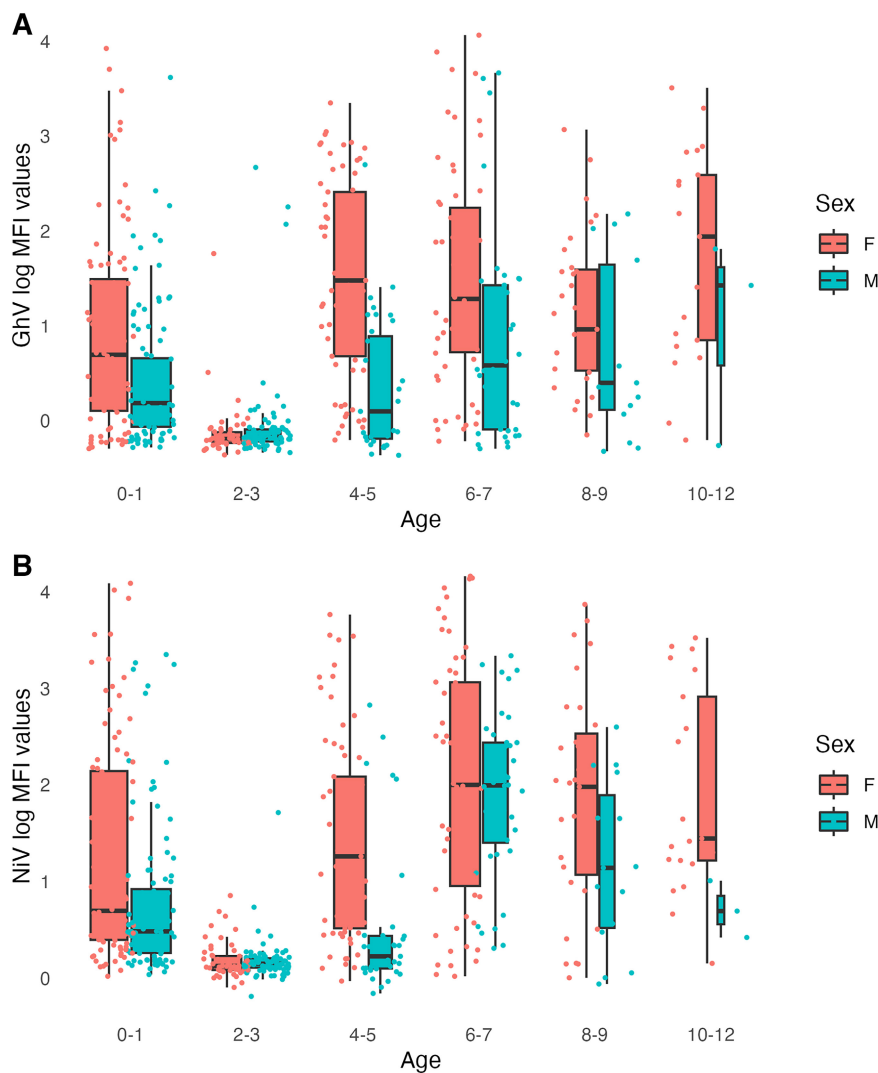 A
GhV log MFI values
4
3
2
1
0
0-1 2-3 4-5 6-7 8-9 10-12
Age
Sex
F
M
B
NiV log MFI values
4
3
2
1
0
0-1 2-3 4-5 6-7 8-9 10-12
Age
Sex
F
M